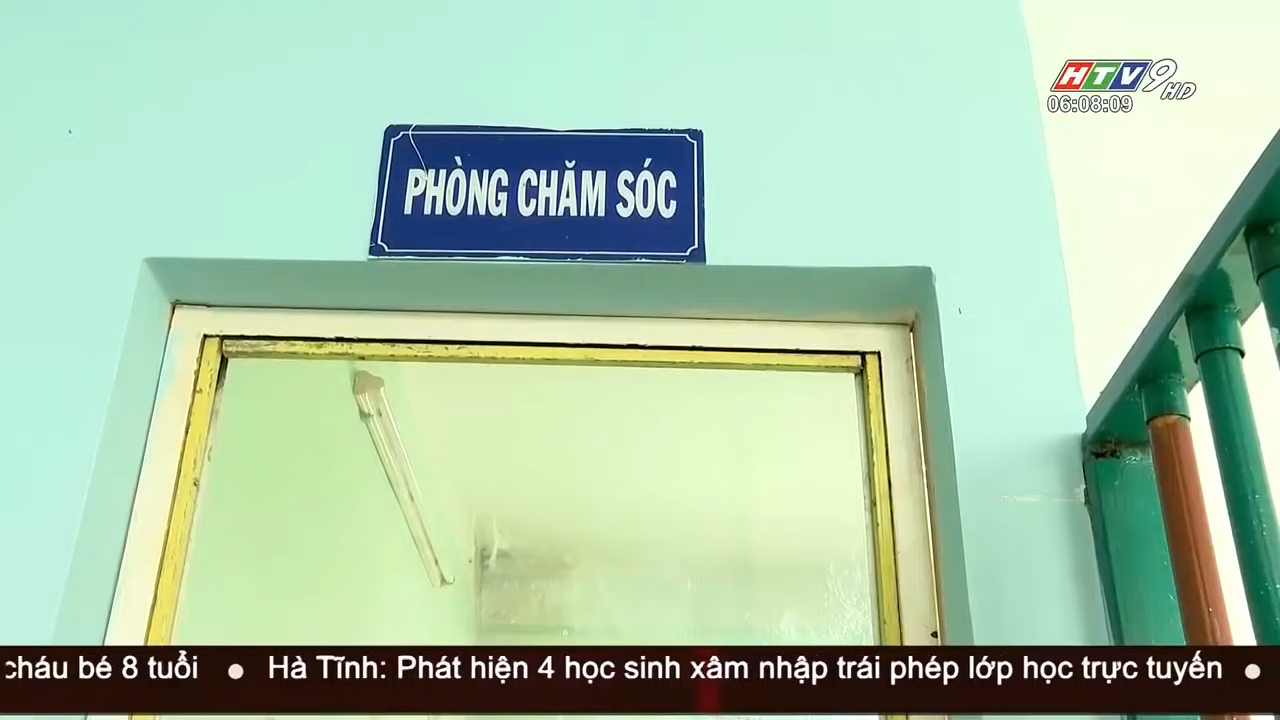 HTV9 HD
06:08:09
PHÒNG CHĂM SÓC
cháu bé 8 tuổi ● Hà Tĩnh: Phát hiện 4 học sinh xâm nhập trái phép lớp học trực tuyến ●